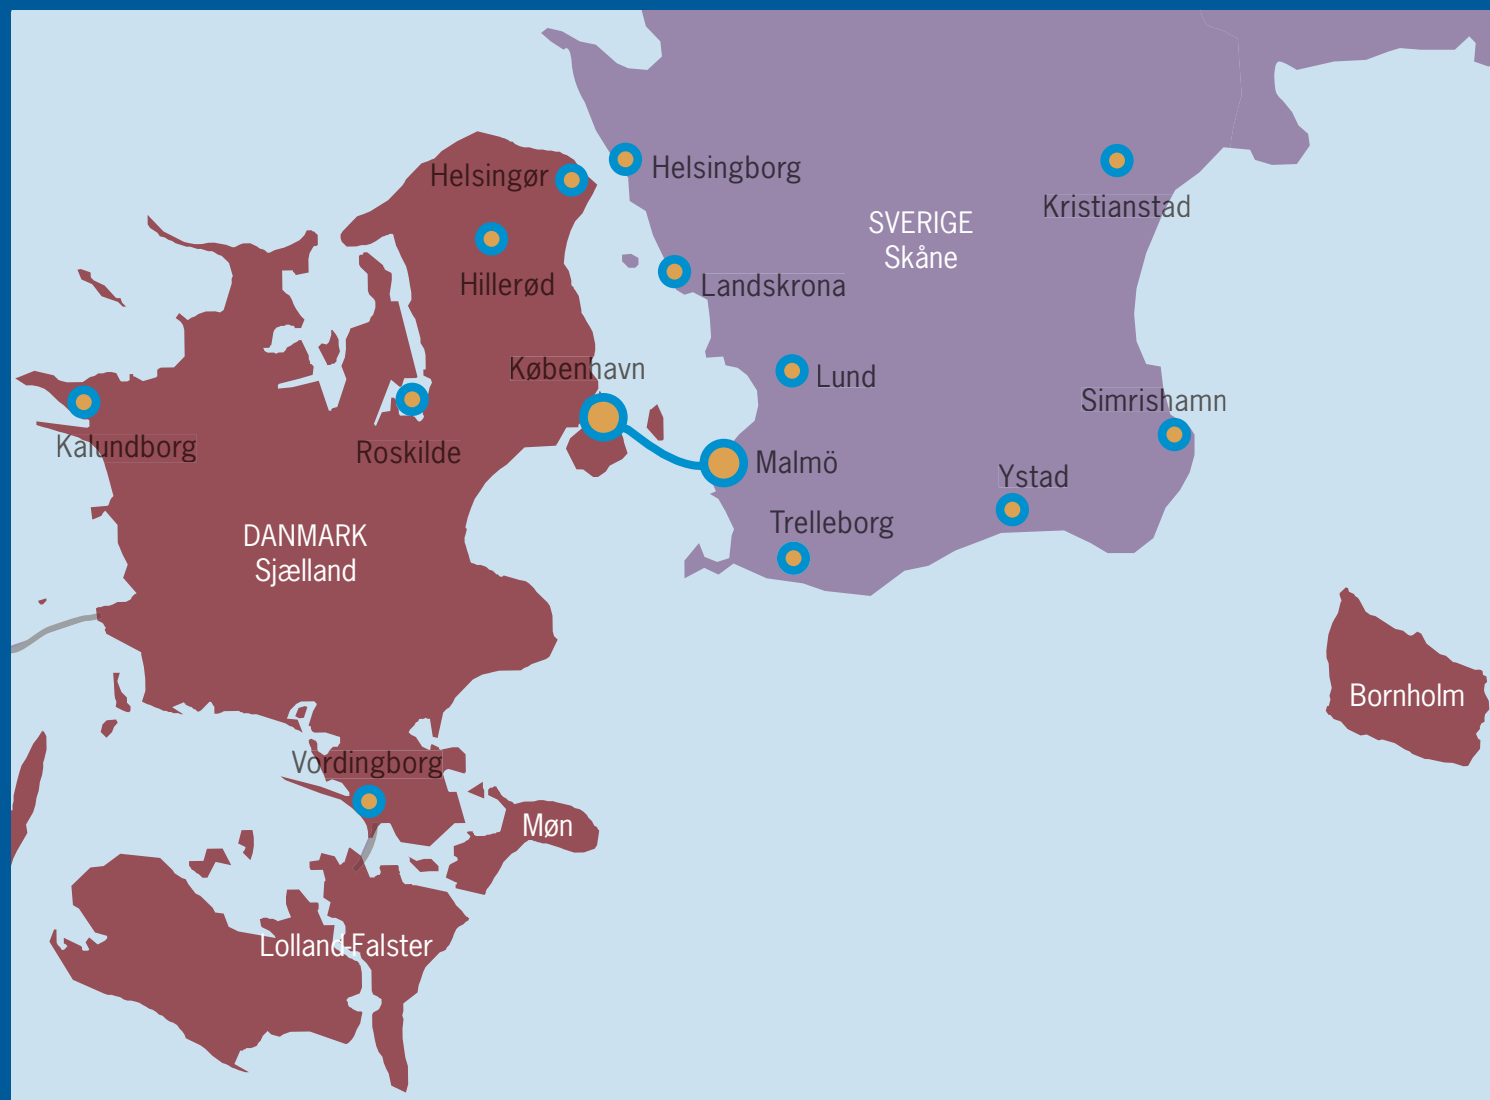 Helsingør
Helsingborg
Kristianstad
SVERIGE
Skåne
Hillerød
Landskrona
København
Lund
Simrishamn
Kalundborg
Roskilde
Malmö
Ystad
Trelleborg
DANMARK
Sjælland
Bornholm
Vordingborg
Møn
Lolland-Falster